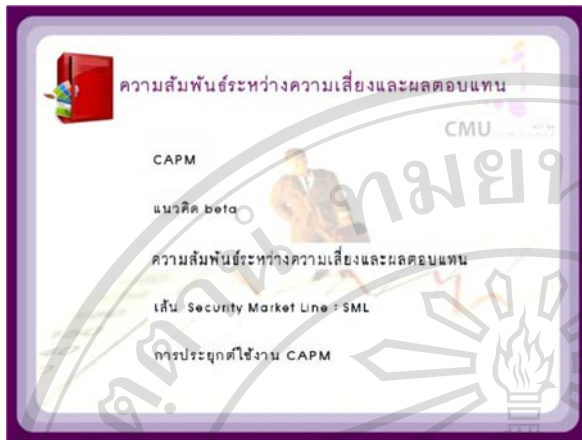 ความสัมพันธ์ระหว่างความเสี่ยงและผลตอบแทน
CMU
CAPM
แนวคิด beta
ความสัมพันธ์ระหว่างความเสี่ยงและผลตอบแทน
เส้น Security Market Line : SML
การประยุกต์ใช้งาน CAPM